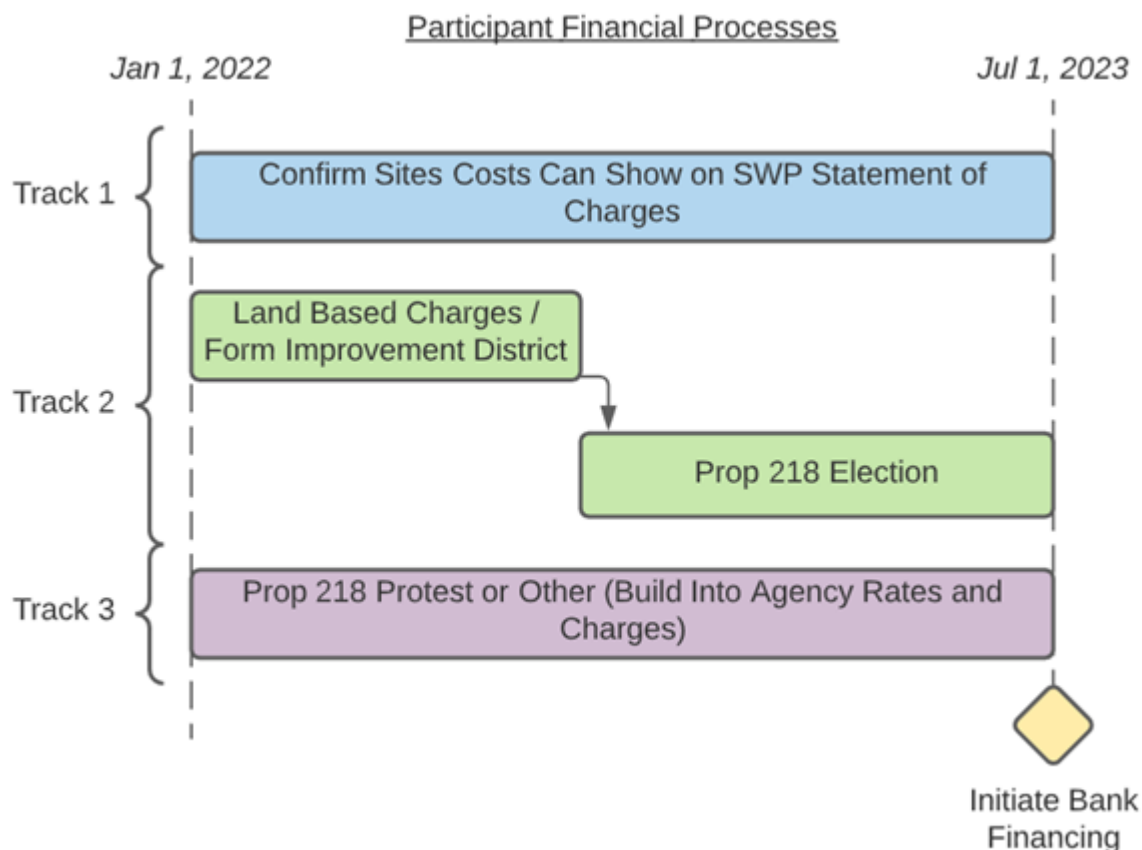 Participant Financial Processes
Jan 1, 2022
Jul 1, 2023
Track 1
Confirm Sites Costs Can Show on SWP Statement of
Charges
Track 2
Land Based Charges /
Form Improvement District
Prop 218 Election
Track 3
Prop 218 Protest or Other (Build Into Agency Rates and
Charges)
Initiate Bank
Financing